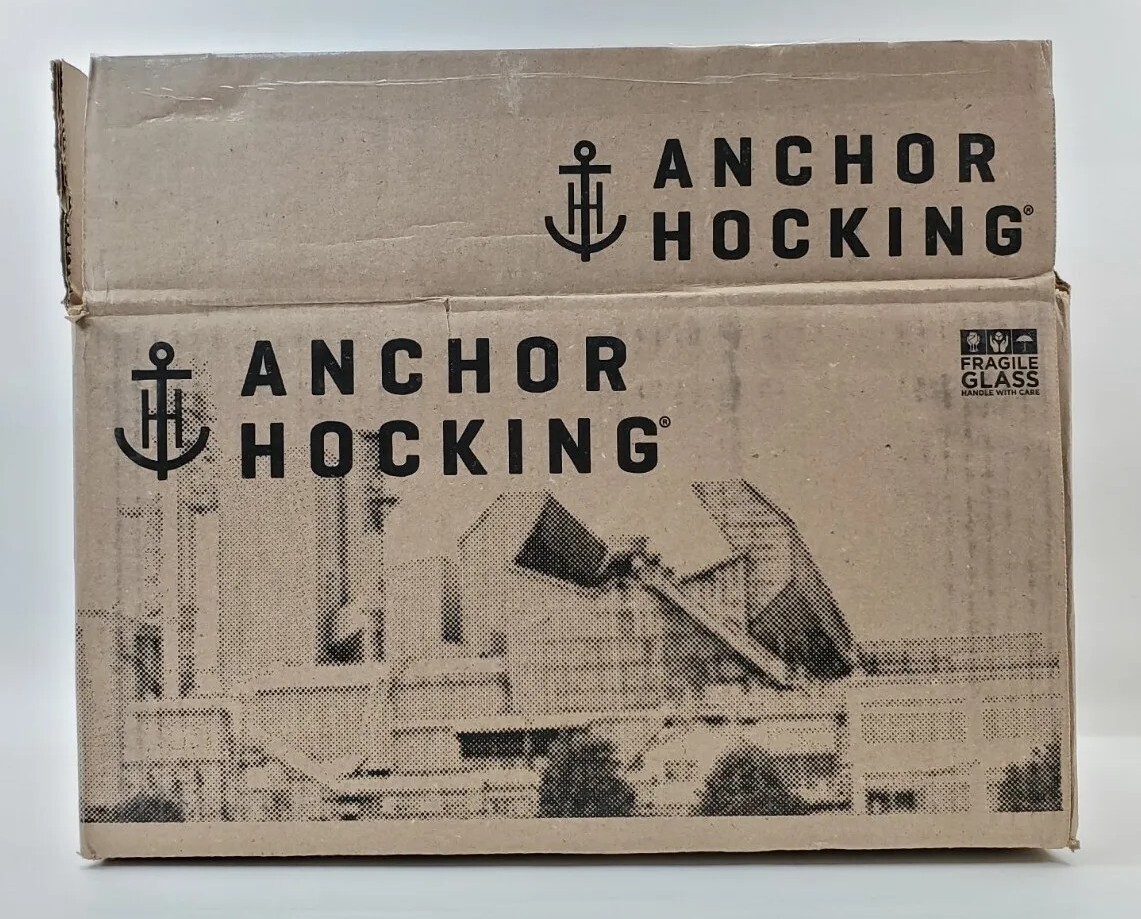 ANCHOR
HOCKING®
ANCHOR
HOCKING®
FRAGILE
GLASS
HANDLE WITH CARE